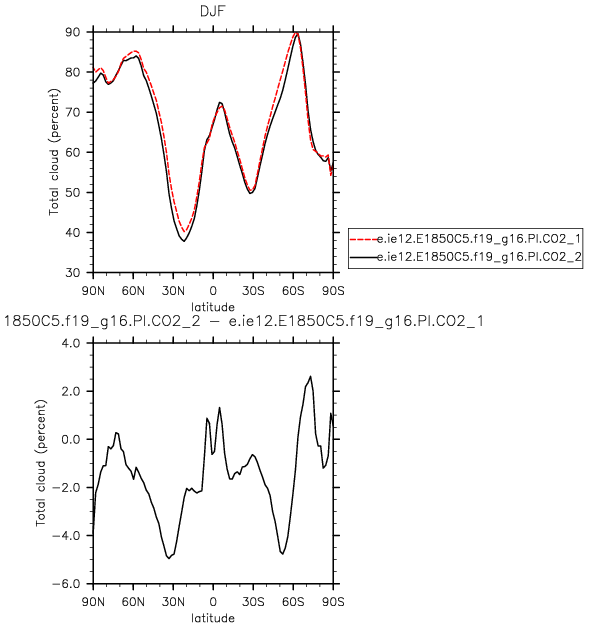 DJF
90
80
70
60
50
40
30
Total cloud (percent)
90N 60N 30N 0 30S 60S 90S
latitude
e.ie12.E1850C5.f19_g16.PI.CO2_1
e.ie12.E1850C5.f19_g16.PI.CO2_2
1850C5.f19_g16.PI.CO2_2 − e.ie12.E1850C5.f19_g16.PI.CO2_1
4.0
2.0
0.0
−2.0
−4.0
−6.0
Total cloud (percent)
90N 60N 30N 0 30S 60S 90S
latitude